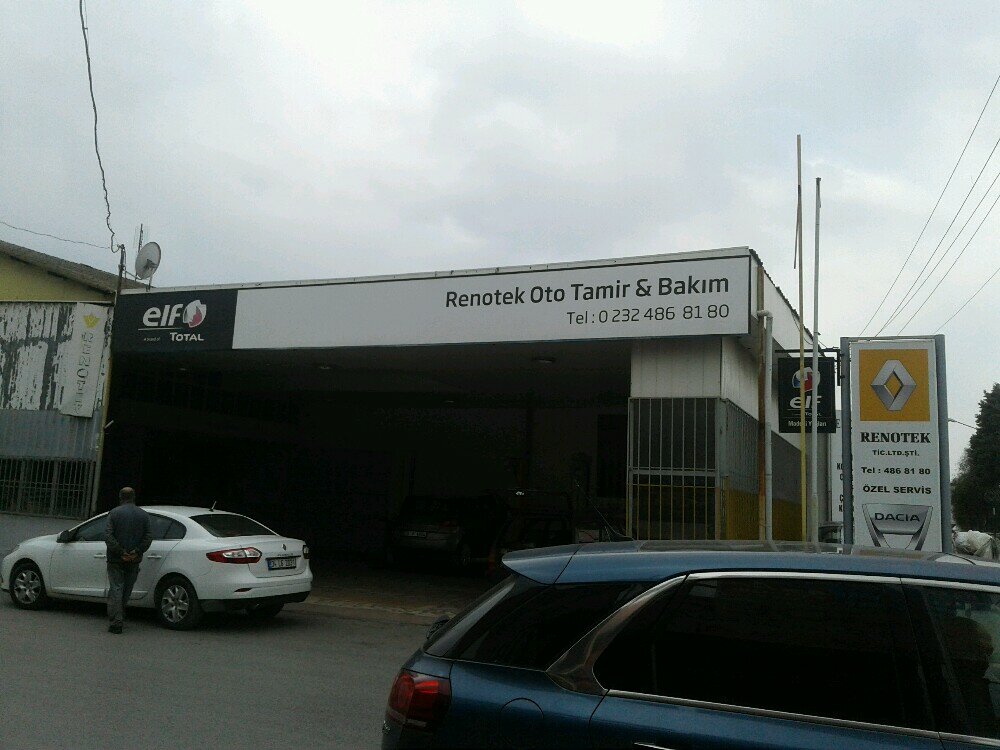 elf
TOTAL
Renotek Oto Tamir & Bakım
Tel : 0 232 486 81 80
elf
RENOTEK
TİC.LTD.ŞTİ.
Tel : 486 81 80
ÖZEL SERVİS
DACIA